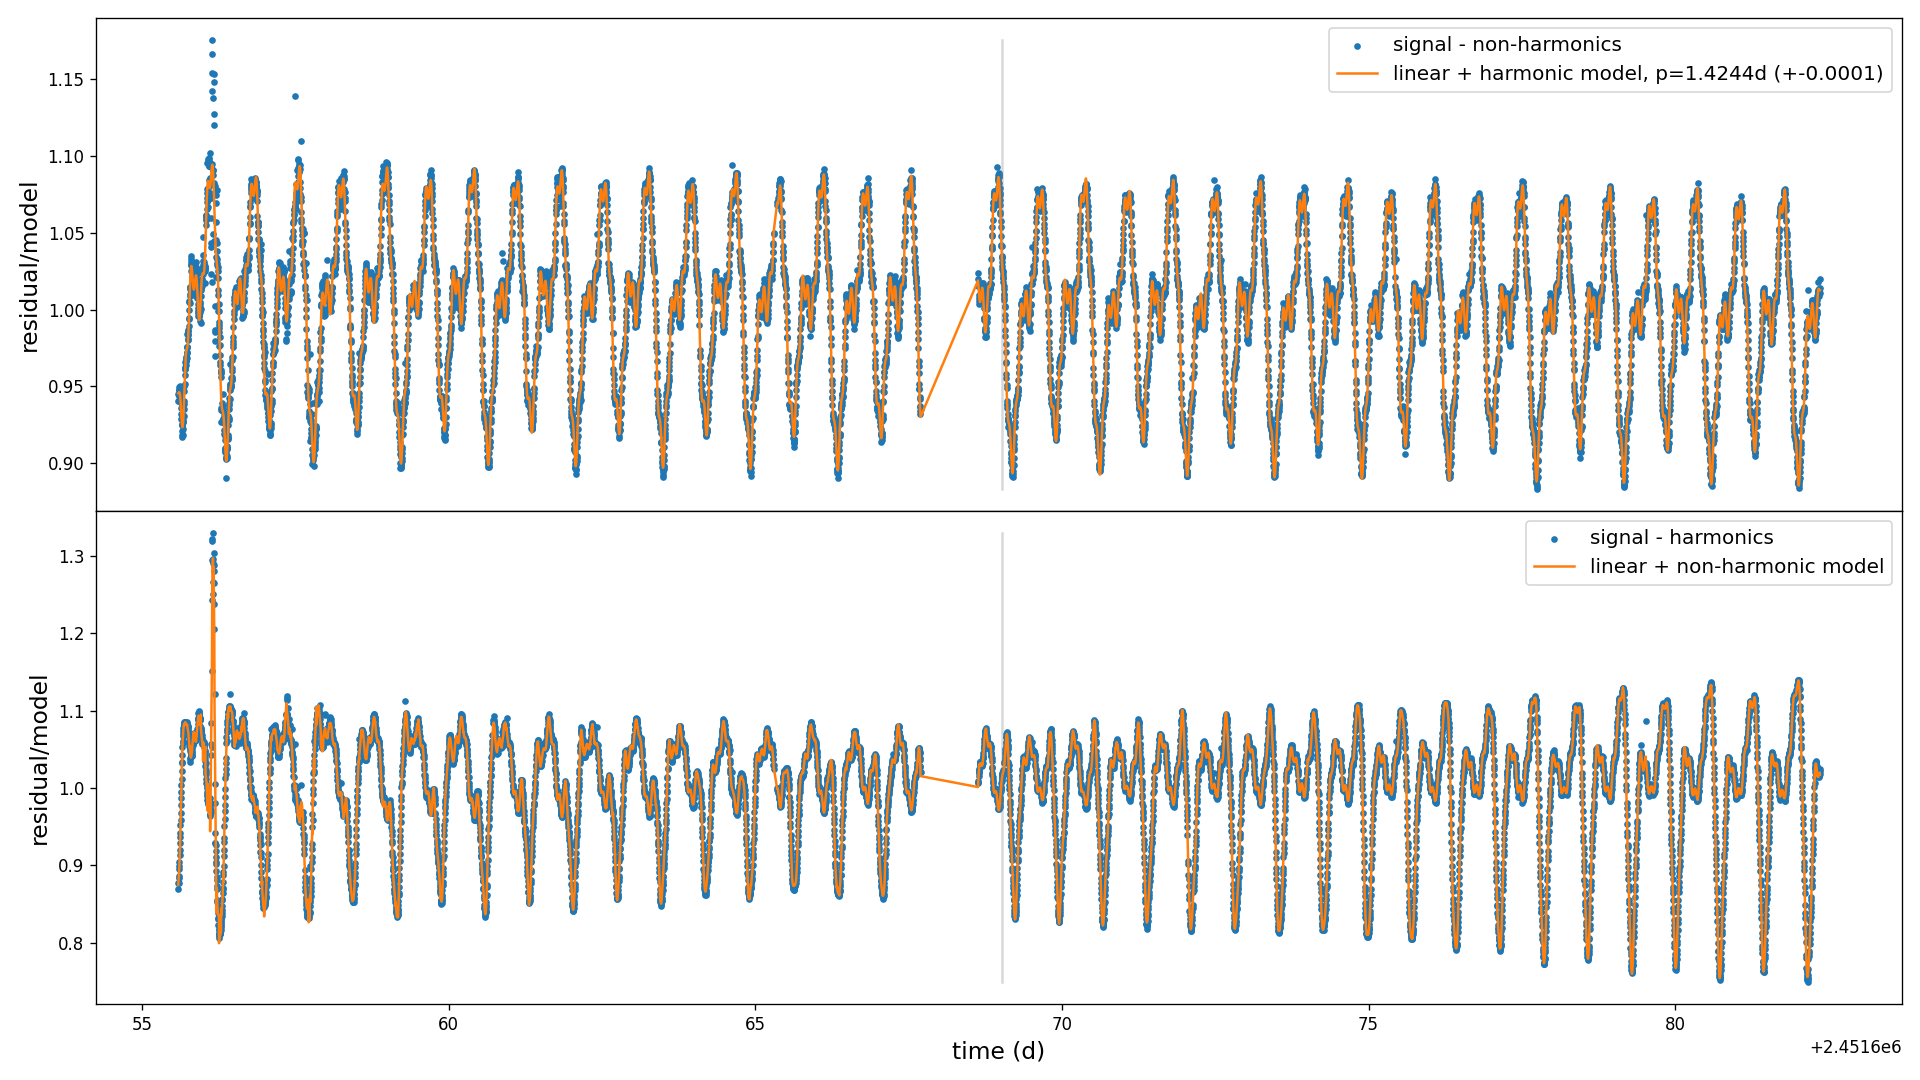 signal - non-harmonics
linear + harmonic model, p=1.4244d (+-0.0001)
residual/model
1.15
1.10
1.05
1.00
0.95
0.90
signal - harmonics
linear + non-harmonic model
residual/model
1.3
1.2
1.1
1.0
0.9
0.8
55
60
65
70
75
80
time (d)
+2.4516e6